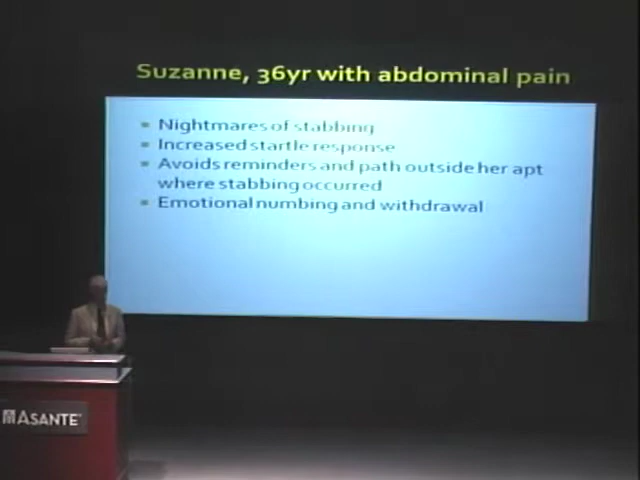 Suzanne, 36yr with abdominal pain
Nightmares of stabbing
Increased startle response
Avoids reminders and path outside her apt
where stabbing occurred
Emotional numbing and withdrawal
ASANTE